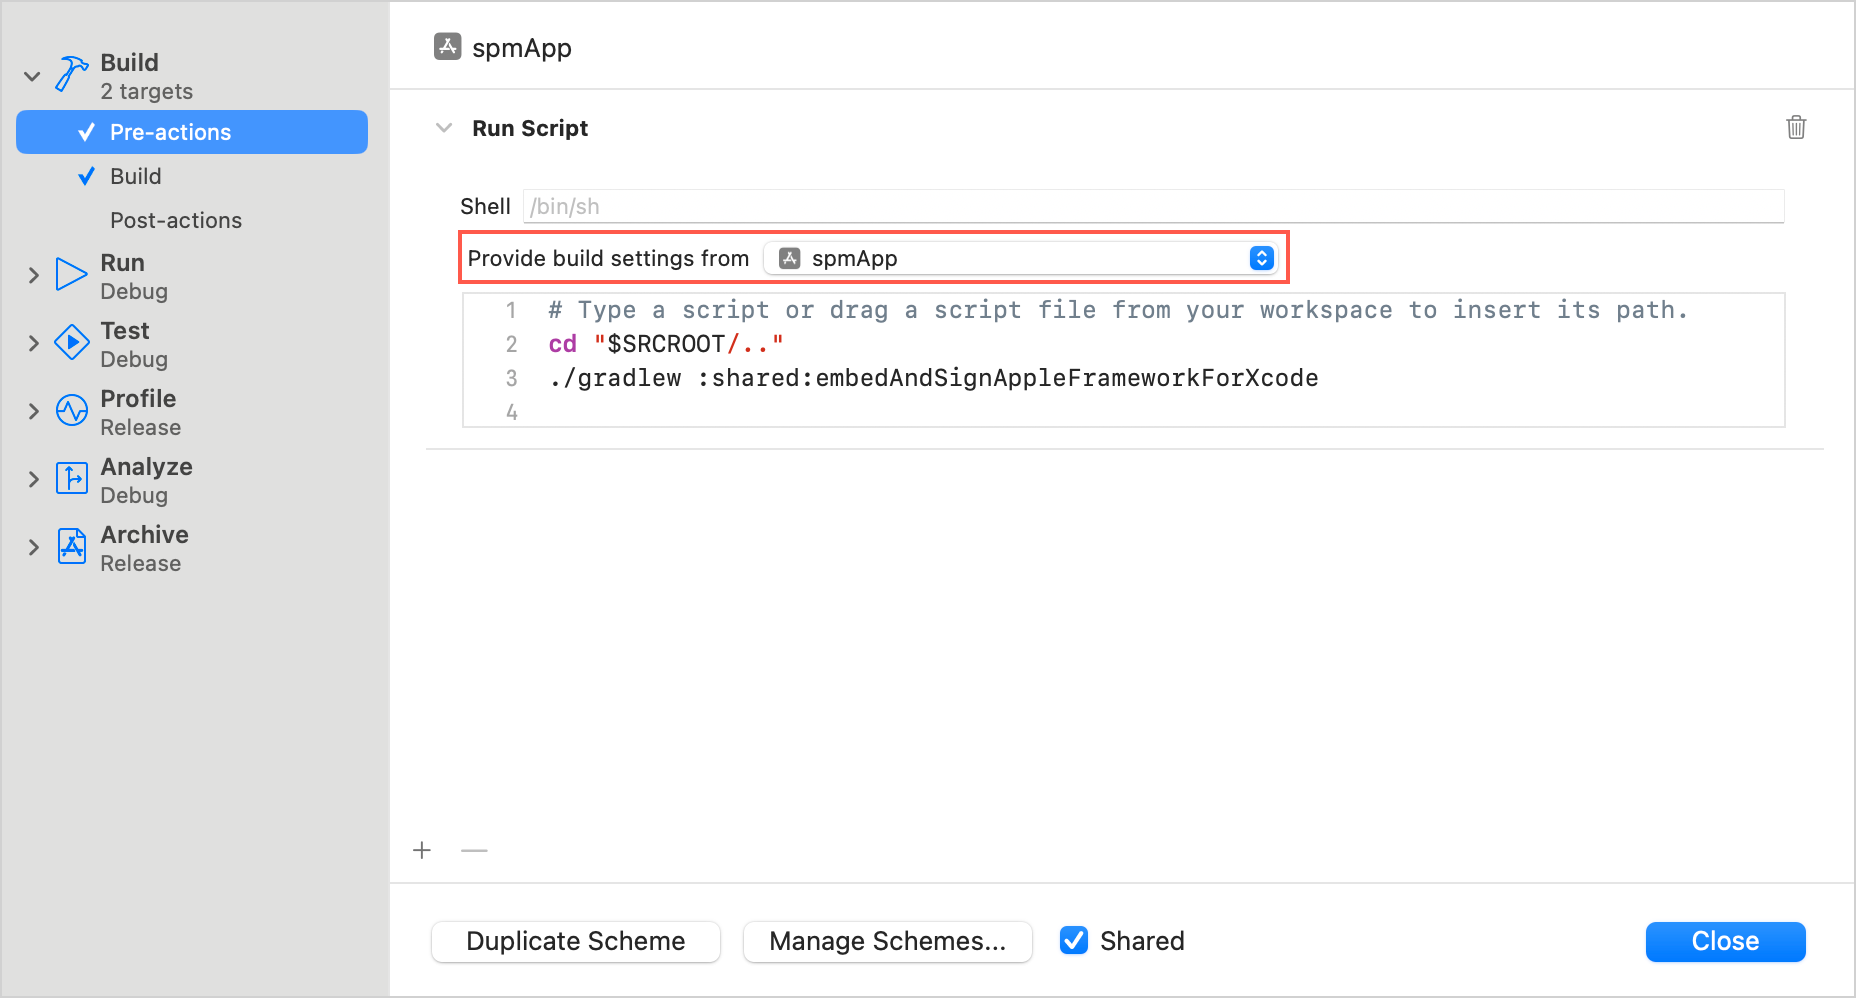 Build
2 targets
Pre-actions
Build
Post-actions
Run
Debug
Test
Debug
Profile
Release
Analyze
Debug
Archive
Release
spmApp
Run Script
Shell /bin/sh
Provide build settings from spmApp
1 # Type a script or drag a script file from your workspace to insert its path.
2 cd "$SRCROOT/.."
3 ./gradlew :shared:embedAndSignAppleFrameworkForXcode
4
Duplicate Scheme Manage Schemes... Shared Close